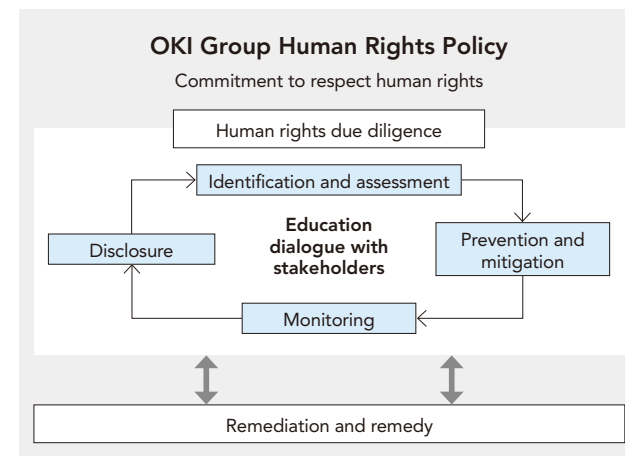 OKI Group Human Rights Policy
Commitment to respect human rights
Human rights due diligence
Identification and assessment
Education
dialogue with
stakeholders
Disclosure
Prevention and
mitigation
Monitoring
Remediation and remedy